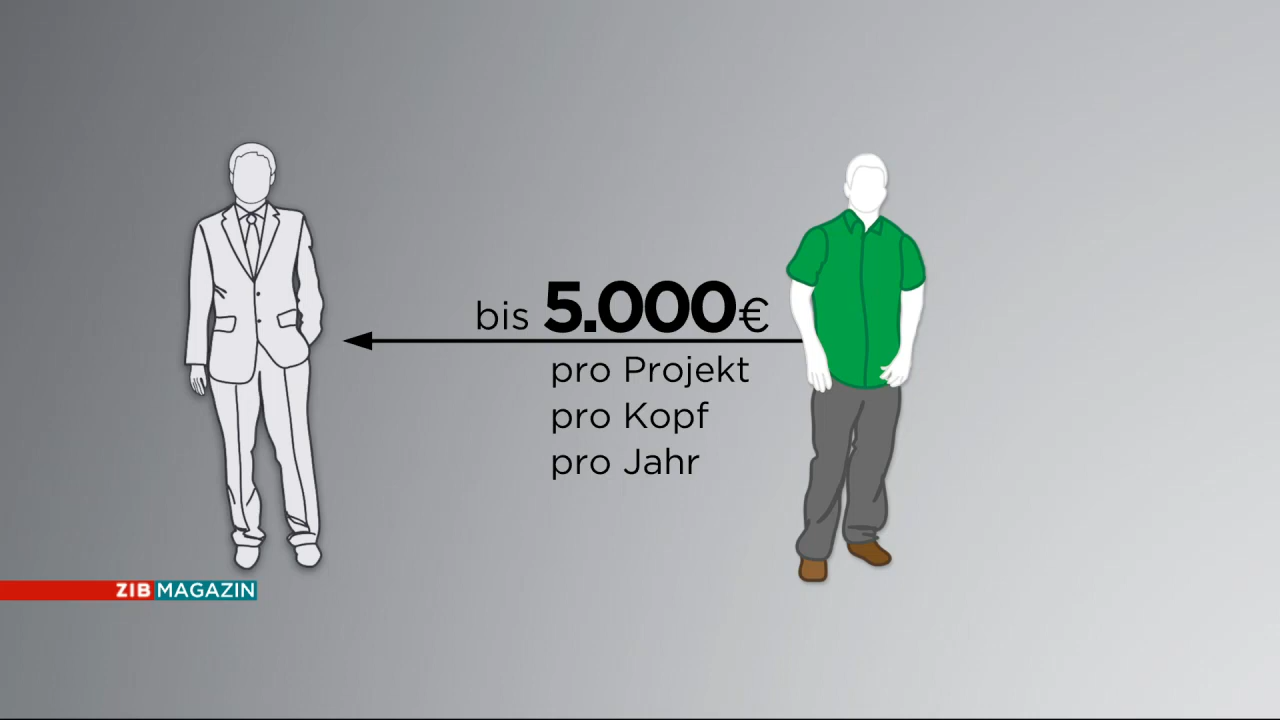 bis 5.000€
pro Projekt
pro Kopf
pro Jahr
ZIB MAGAZIN